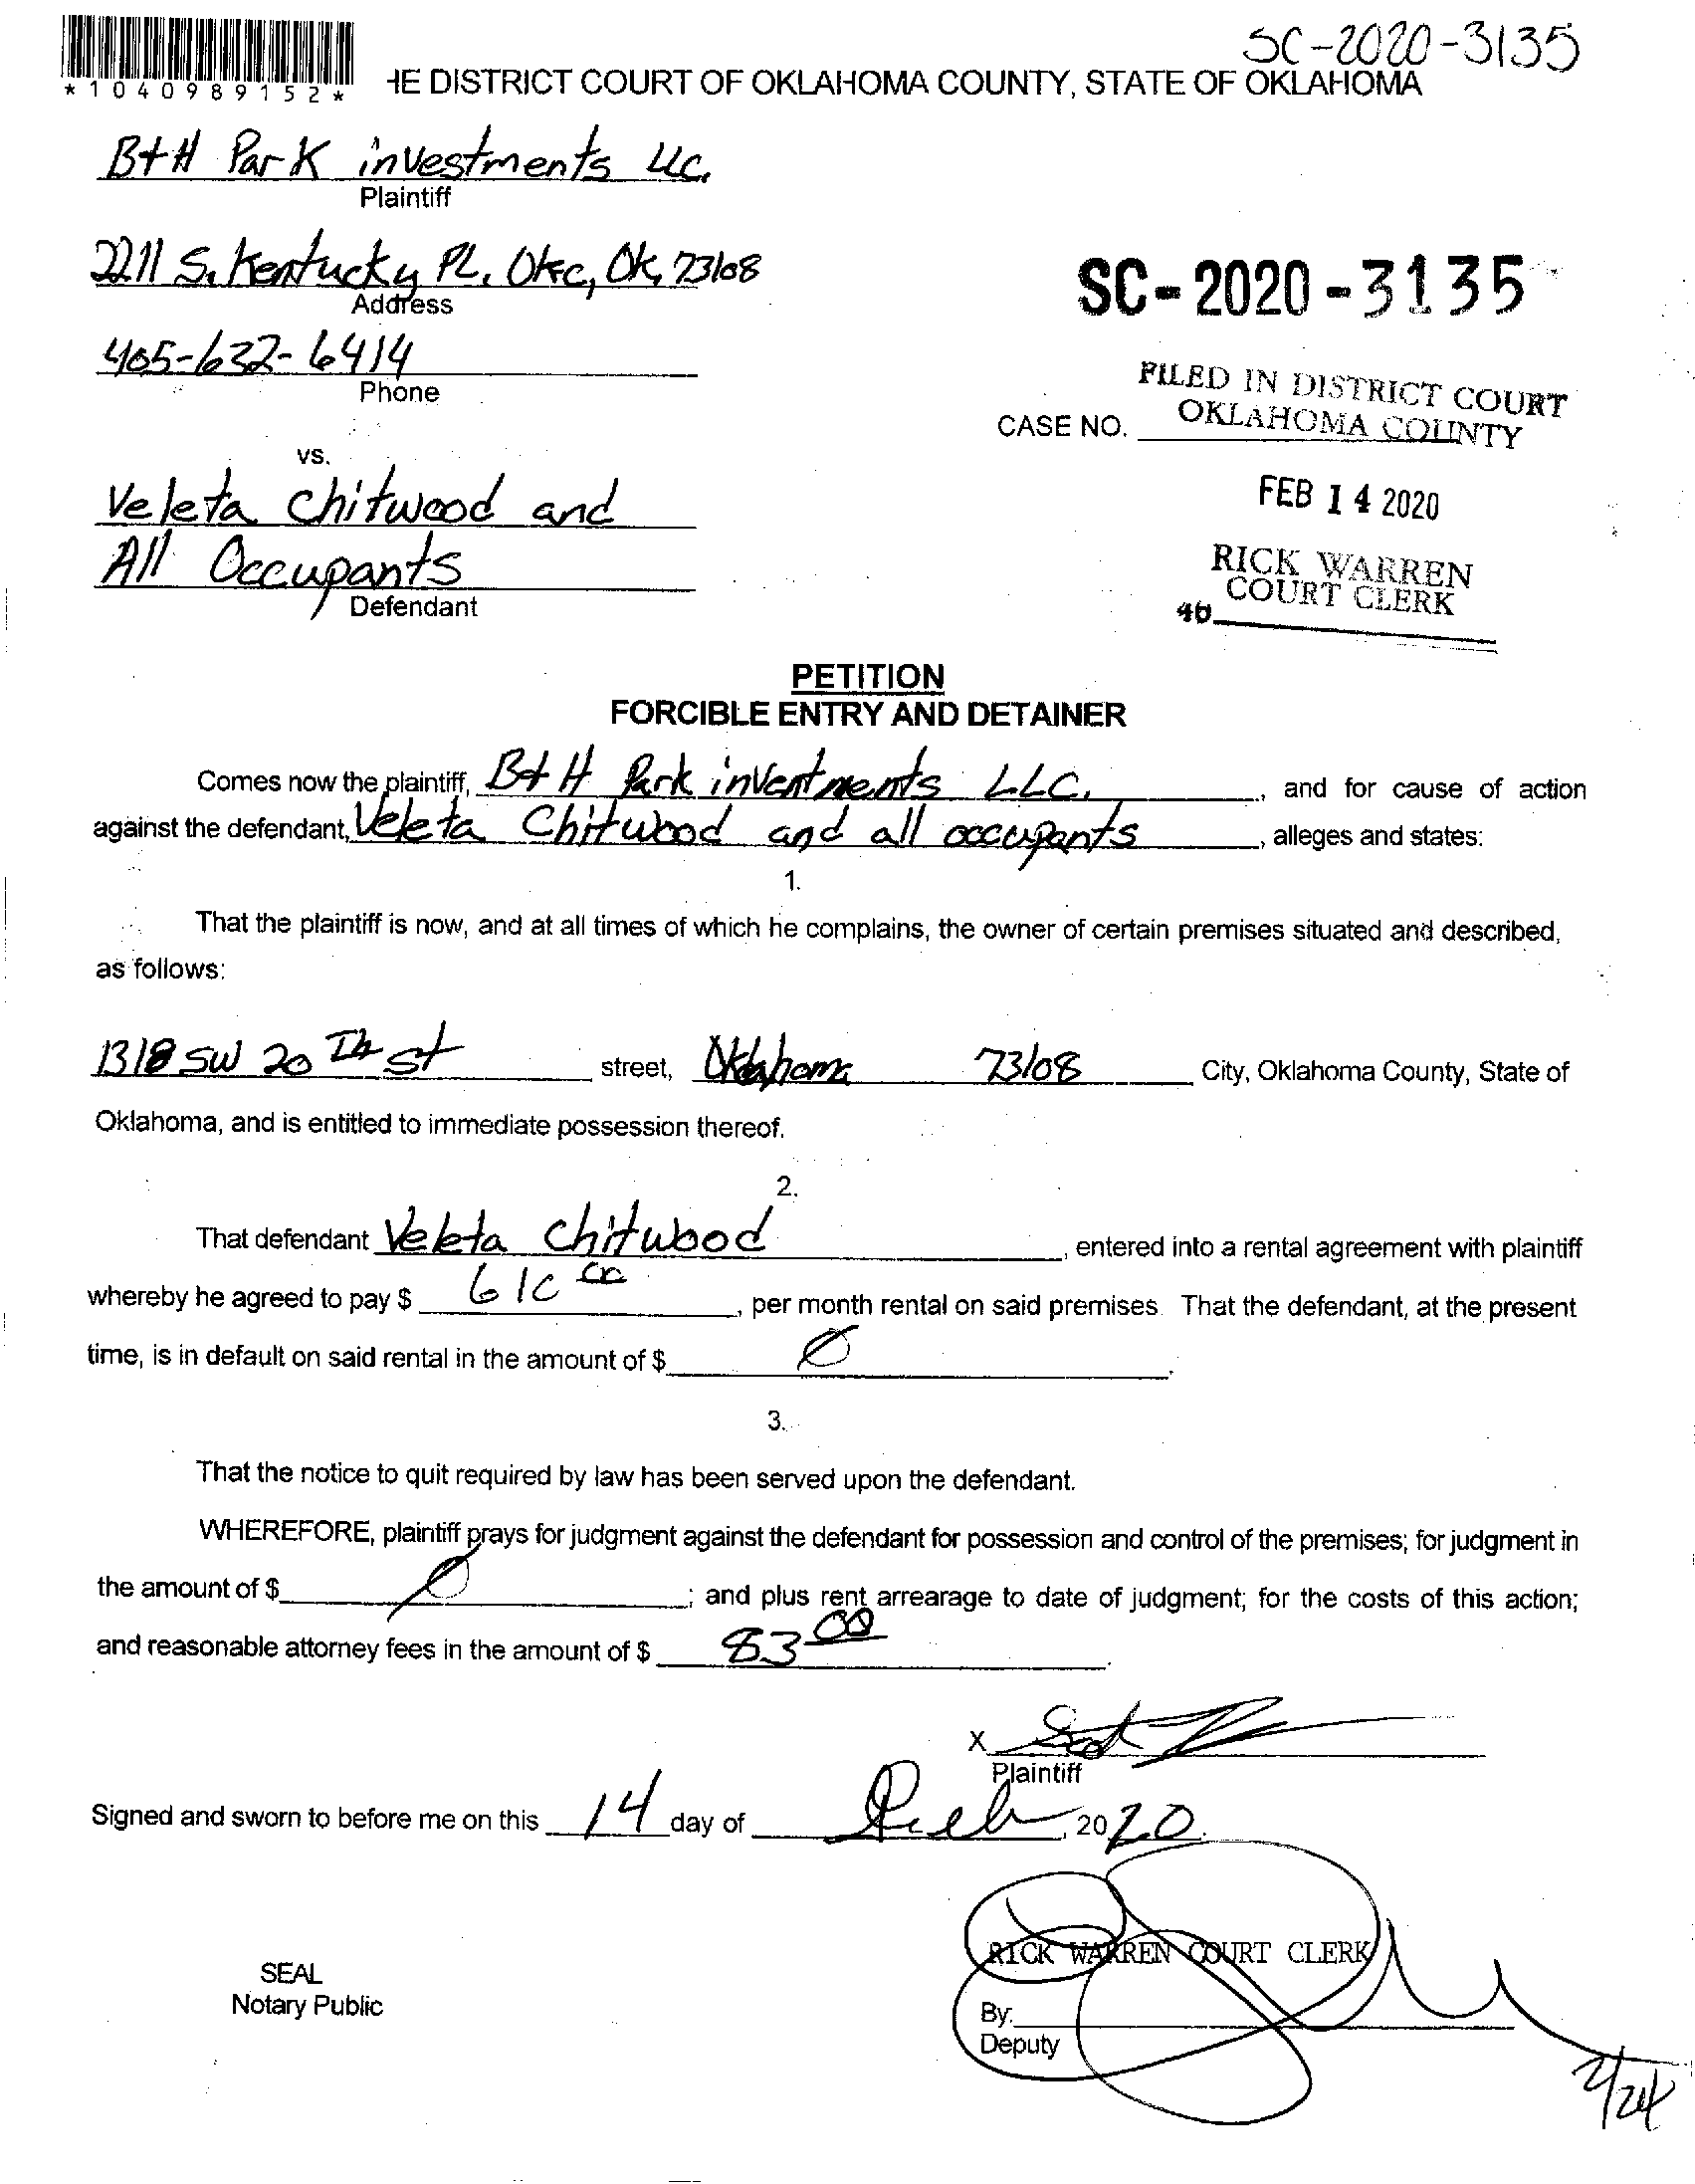 SC-2020-3135
*1040989152*
HE DISTRICT COURT OF OKLAHOMA COUNTY, STATE OF OKLAHOMA
B+H Park investments LLC.
Plaintiff
2211 S. Kentucky PL. Okc, Ok, 73108
Address
405-632-6414
Phone
SC-2020-3135
FILED IN DISTRICT COURT
OKLAHOMA COUNTY
CASE NO.
vs.
Veleta Chitwood and
All Occupants
Defendant
FEB 14 2020
RICK WARREN
COURT CLERK
40
PETITION
FORCIBLE ENTRY AND DETAINER
Comes now the plaintiff, B+H Park investments LLC., and for cause of action
against the defendant, Veleta Chitwood and all occupants, alleges and states:
1.
That the plaintiff is now, and at all times of which he complains, the owner of certain premises situated and described,
as follows:
1318 SW 20 Th St street, Oklahoma 73108 City, Oklahoma County, State of
Oklahoma, and is entitled to immediate possession thereof.
2.
That defendant Veleta Chitwood, entered into a rental agreement with plaintiff
whereby he agreed to pay $ 610 00, per month rental on said premises. That the defendant, at the present
time, is in default on said rental in the amount of $ Ø.
3.
That the notice to quit required by law has been served upon the defendant.
WHEREFORE, plaintiff prays for judgment against the defendant for possession and control of the premises; for judgment in
the amount of $ Ø; and plus rent arrearage to date of judgment; for the costs of this action;
and reasonable attorney fees in the amount of $ 83 00.
X
Plaintiff
Signed and sworn to before me on this 14 day of Feb, 2020.
RICK WARREN COURT CLERK
SEAL
Notary Public
By:
Deputy
2/24